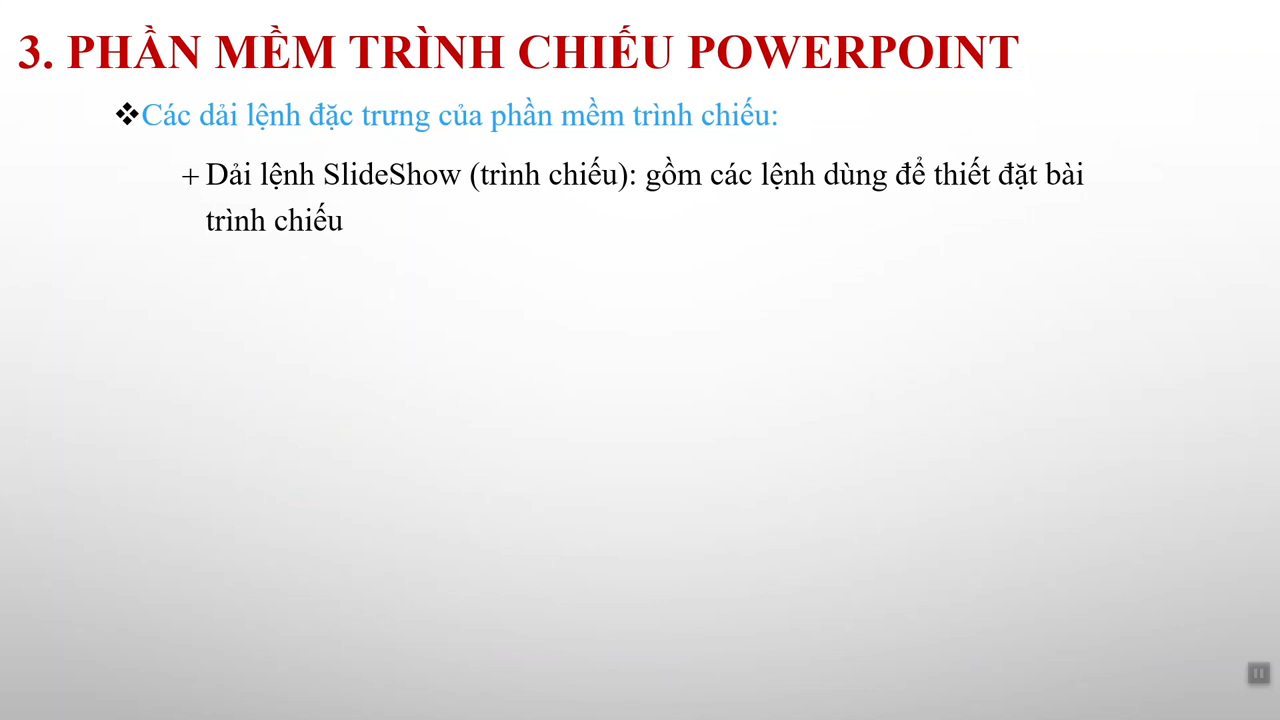 3. PHẦN MỀM TRÌNH CHIẾU POWERPOINT
❖Các dải lệnh đặc trưng của phần mềm trình chiếu:
+ Dải lệnh SlideShow (trình chiếu): gồm các lệnh dùng để thiết đặt bài
trình chiếu